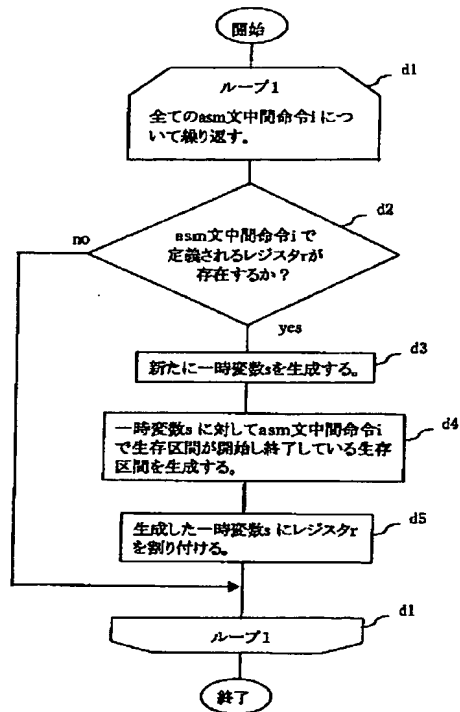 開始
d1
ループ1
全てのasm文中間命令iにつ
いて繰り返す。
d2
no
asm文中間命令iで
定義されるレジスタrが
存在するか？
yes
d3
新たに一時変数sを生成する。
d4
一時変数sに対してasm文中間命令i
で生存区間が開始し終了している生存
区間を生成する。
d5
生成した一時変数sにレジスタr
を割り付ける。
d1
ループ1
終了